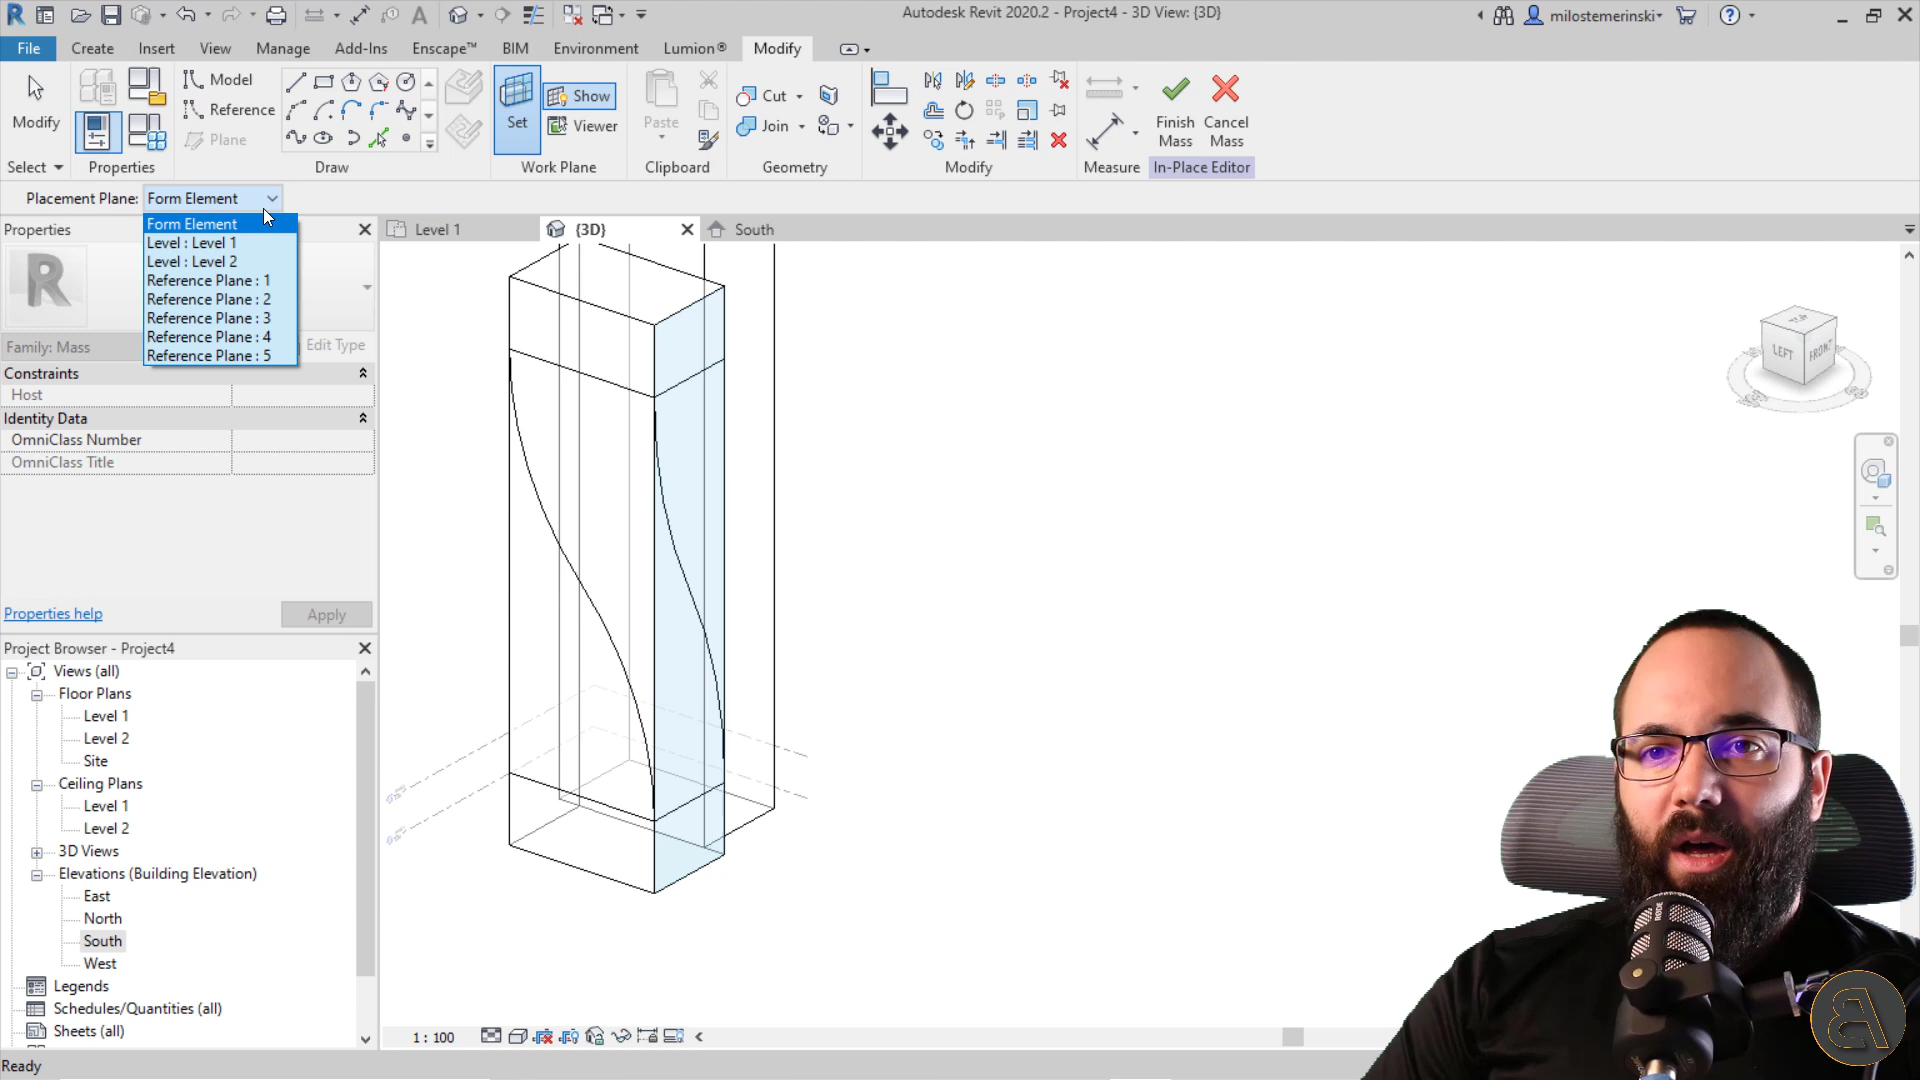 Autodesk Revit 2020.2 - Project4 - 3D View: {3D}
milostemerinski
File Create Insert View Manage Add-Ins Enscape™ BIM Environment Lumion® Modify
Modify
Select
Properties
Model
Reference
Plane
Draw
Set
Show
Viewer
Work Plane
Paste
Clipboard
Cut
Join
Geometry
Modify
Measure
Finish
Mass
Cancel
Mass
In-Place Editor
Placement Plane: Form Element
Form Element
Level : Level 1
Level : Level 2
Reference Plane : 1
Reference Plane : 2
Reference Plane : 3
Reference Plane : 4
Reference Plane : 5
Properties
Family: Mass
Edit Type
Constraints
Host
Identity Data
OmniClass Number
OmniClass Title
Properties help
Apply
Level 1
{3D}
South
TOP
LEFT
FRONT
Project Browser - Project4
Views (all)
Floor Plans
Level 1
Level 2
Site
Ceiling Plans
Level 1
Level 2
3D Views
Elevations (Building Elevation)
East
North
South
West
Legends
Schedules/Quantities (all)
Sheets (all)
1 : 100
Ready
RODE